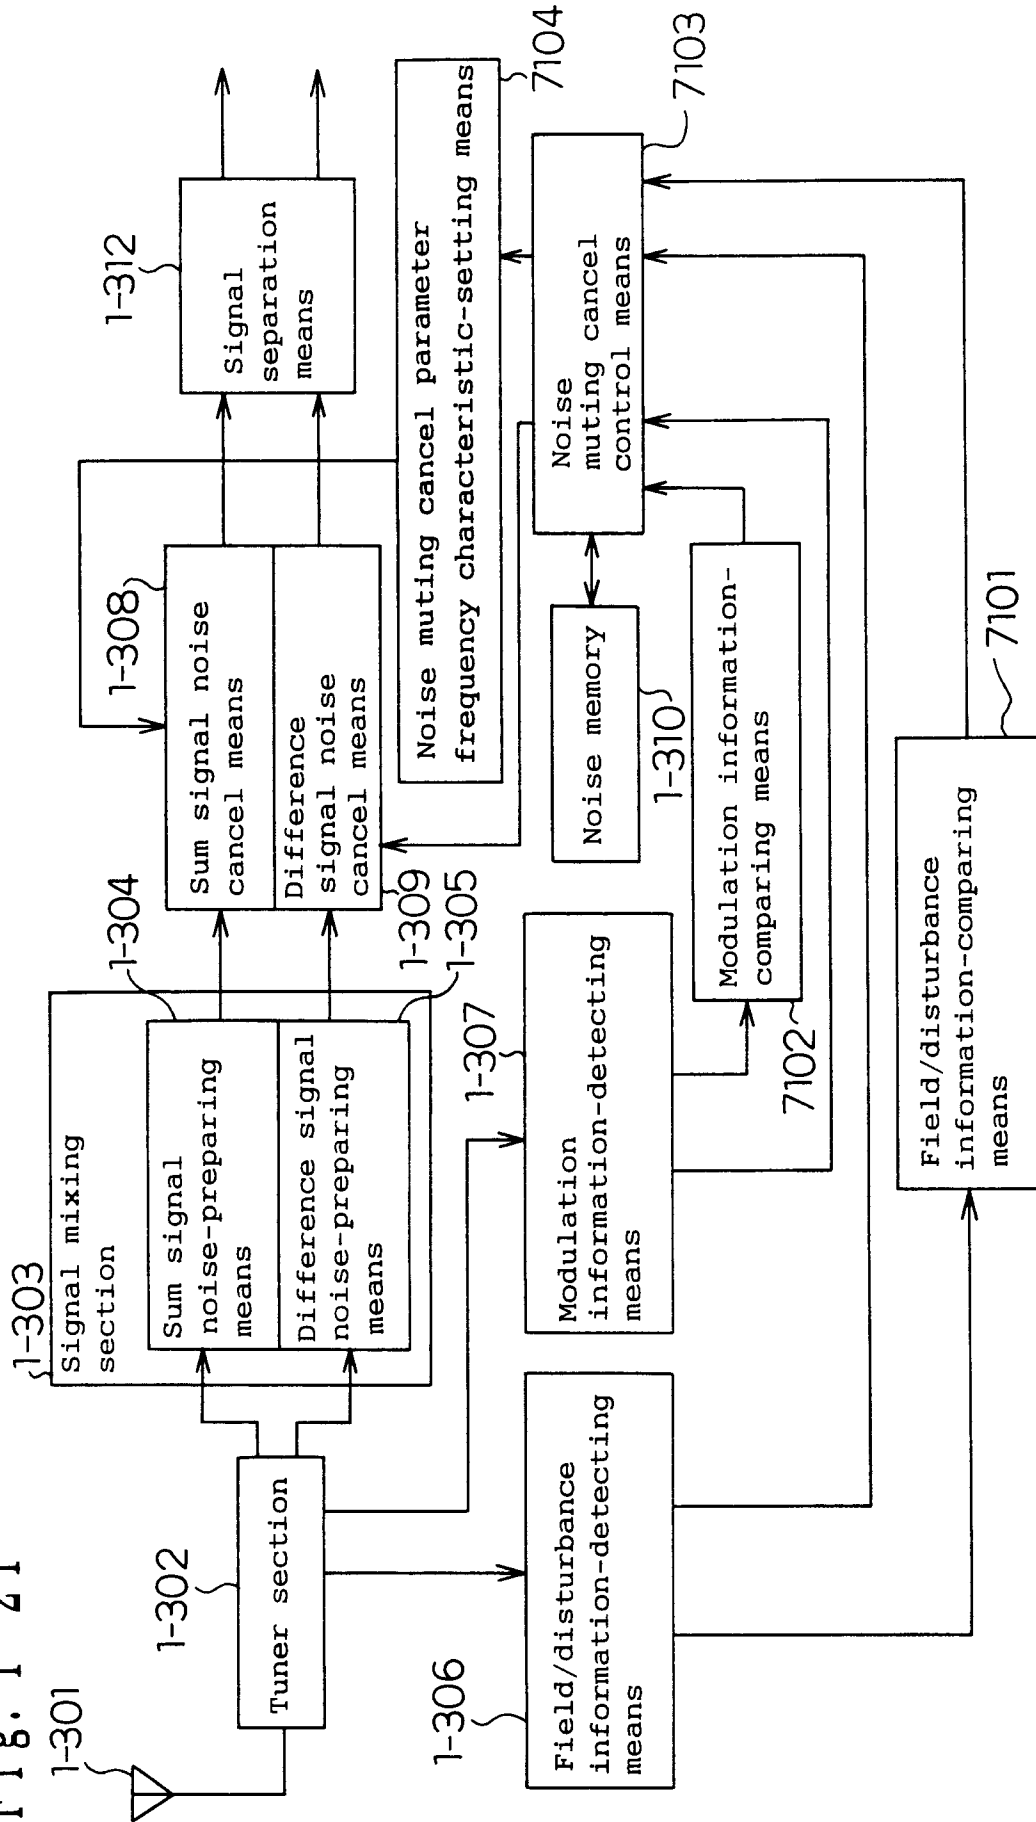 Fig. 1 21
1-301
1-302
Tuner section
1-303
Signal mixing
section
1-304
Sum signal
noise-preparing
means
Difference signal
noise-preparing
means
1-305
1-308
Sum signal noise
cancel means
Difference
signal noise
cancel means
1-309
1-312
Signal
separation
means
Noise muting cancel parameter
frequency characteristic-setting means
7104
Noise
muting cancel
control means
7103
Noise memory
1-310
1-307
Modulation
information-detecting
means
Modulation information-
comparing means
7102
1-306
Field/disturbance
information-detecting
means
Field/disturbance
information-comparing
means
7101